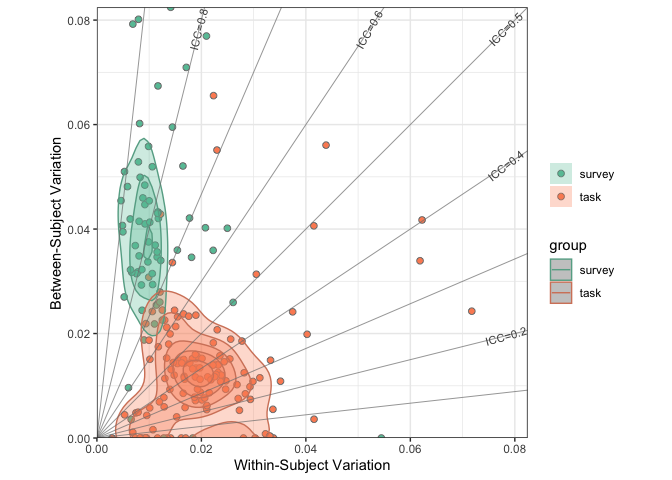 0.08
0.06
0.04
0.02
0.00
Between-Subject Variation
ICC=0.8
ICC=0.6
ICC=0.5
ICC=0.4
ICC=0.2
0.00 0.02 0.04 0.06 0.08
Within-Subject Variation
survey
task
group
survey
task